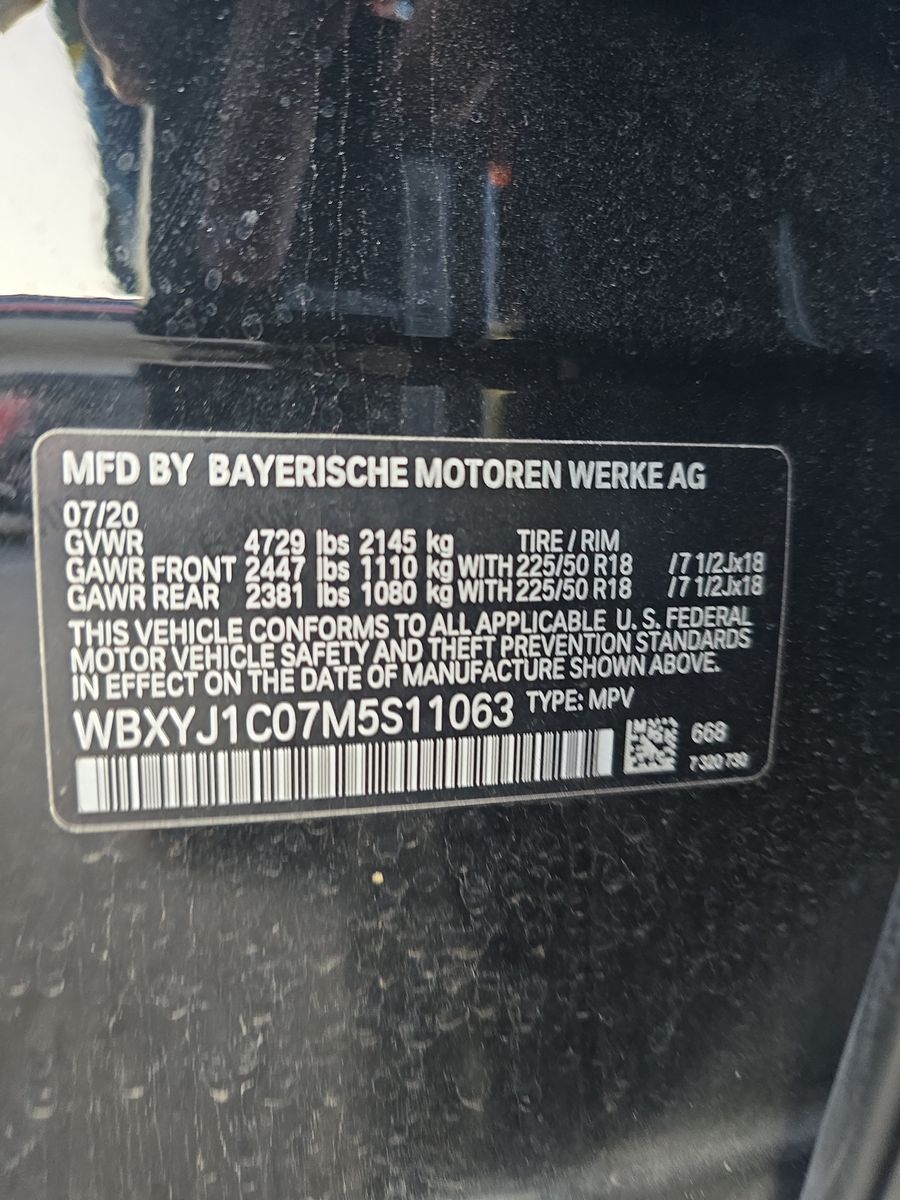 MFD BY BAYERISCHE MOTOREN WERKE AG
07/20
GVWR 4729 lbs 2145 kg TIRE / RIM
GAWR FRONT 2447 lbs 1110 kg WITH 225/50 R18 /7 1/2Jx18
GAWR REAR 2381 lbs 1080 kg WITH 225/50 R18 /7 1/2Jx18
THIS VEHICLE CONFORMS TO ALL APPLICABLE U.S. FEDERAL
MOTOR VEHICLE SAFETY AND THEFT PREVENTION STANDARDS
IN EFFECT ON THE DATE OF MANUFACTURE SHOWN ABOVE.
WBXYJ1C07M5S11063 TYPE: MPV
668
7 320 730